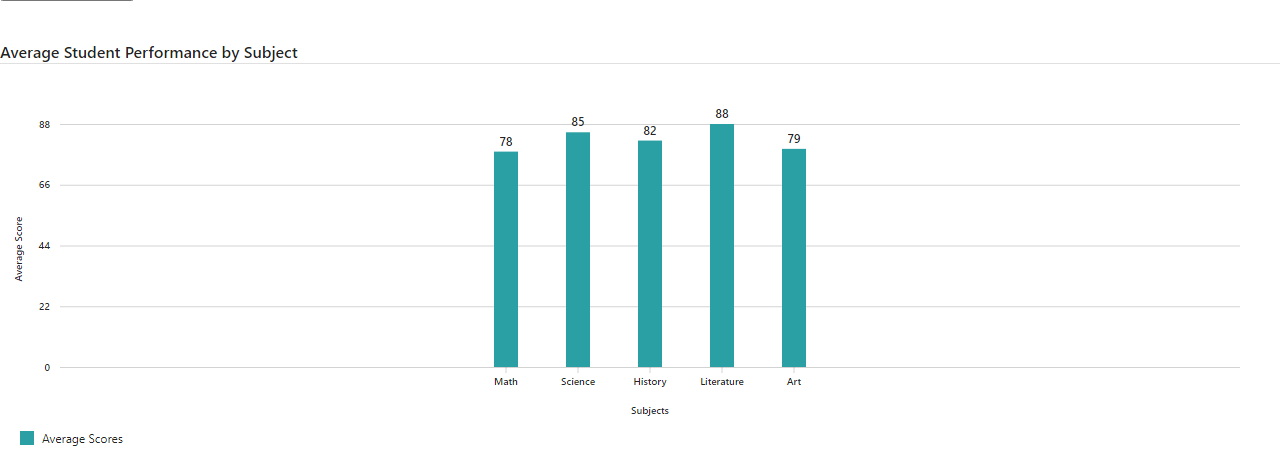 Average Student Performance by Subject
88
66
44
22
0
Average Score
78
85
82
88
79
Math
Science
History
Literature
Art
Subjects
Average Scores